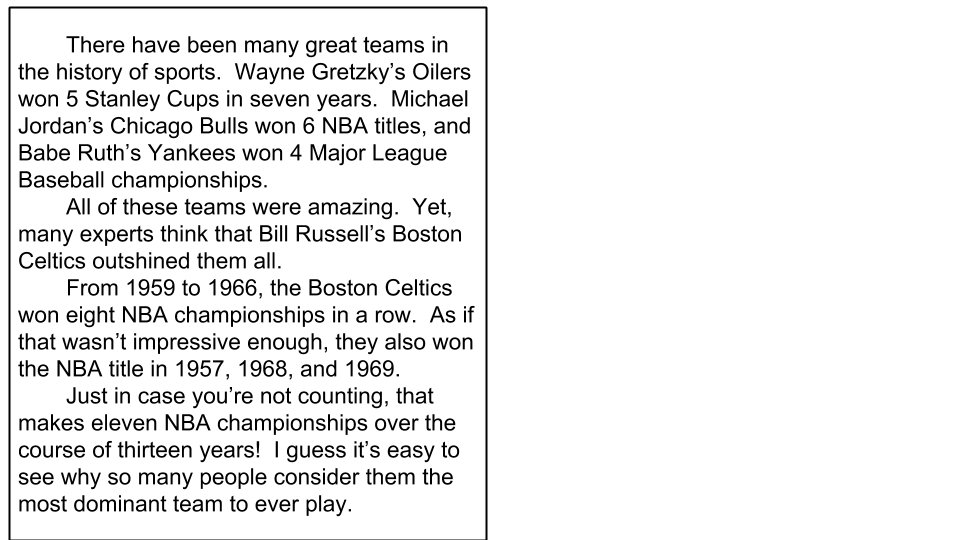 There have been many great teams in
the history of sports.  Wayne Gretzky’s Oilers
won 5 Stanley Cups in seven years.  Michael
Jordan’s Chicago Bulls won 6 NBA titles, and
Babe Ruth’s Yankees won 4 Major League
Baseball championships.
All of these teams were amazing.  Yet,
many experts think that Bill Russell’s Boston
Celtics outshined them all.
From 1959 to 1966, the Boston Celtics
won eight NBA championships in a row.  As if
that wasn’t impressive enough, they also won
the NBA title in 1957, 1968, and 1969.
Just in case you’re not counting, that
makes eleven NBA championships over the
course of thirteen years!  I guess it’s easy to
see why so many people consider them the
most dominant team to ever play.